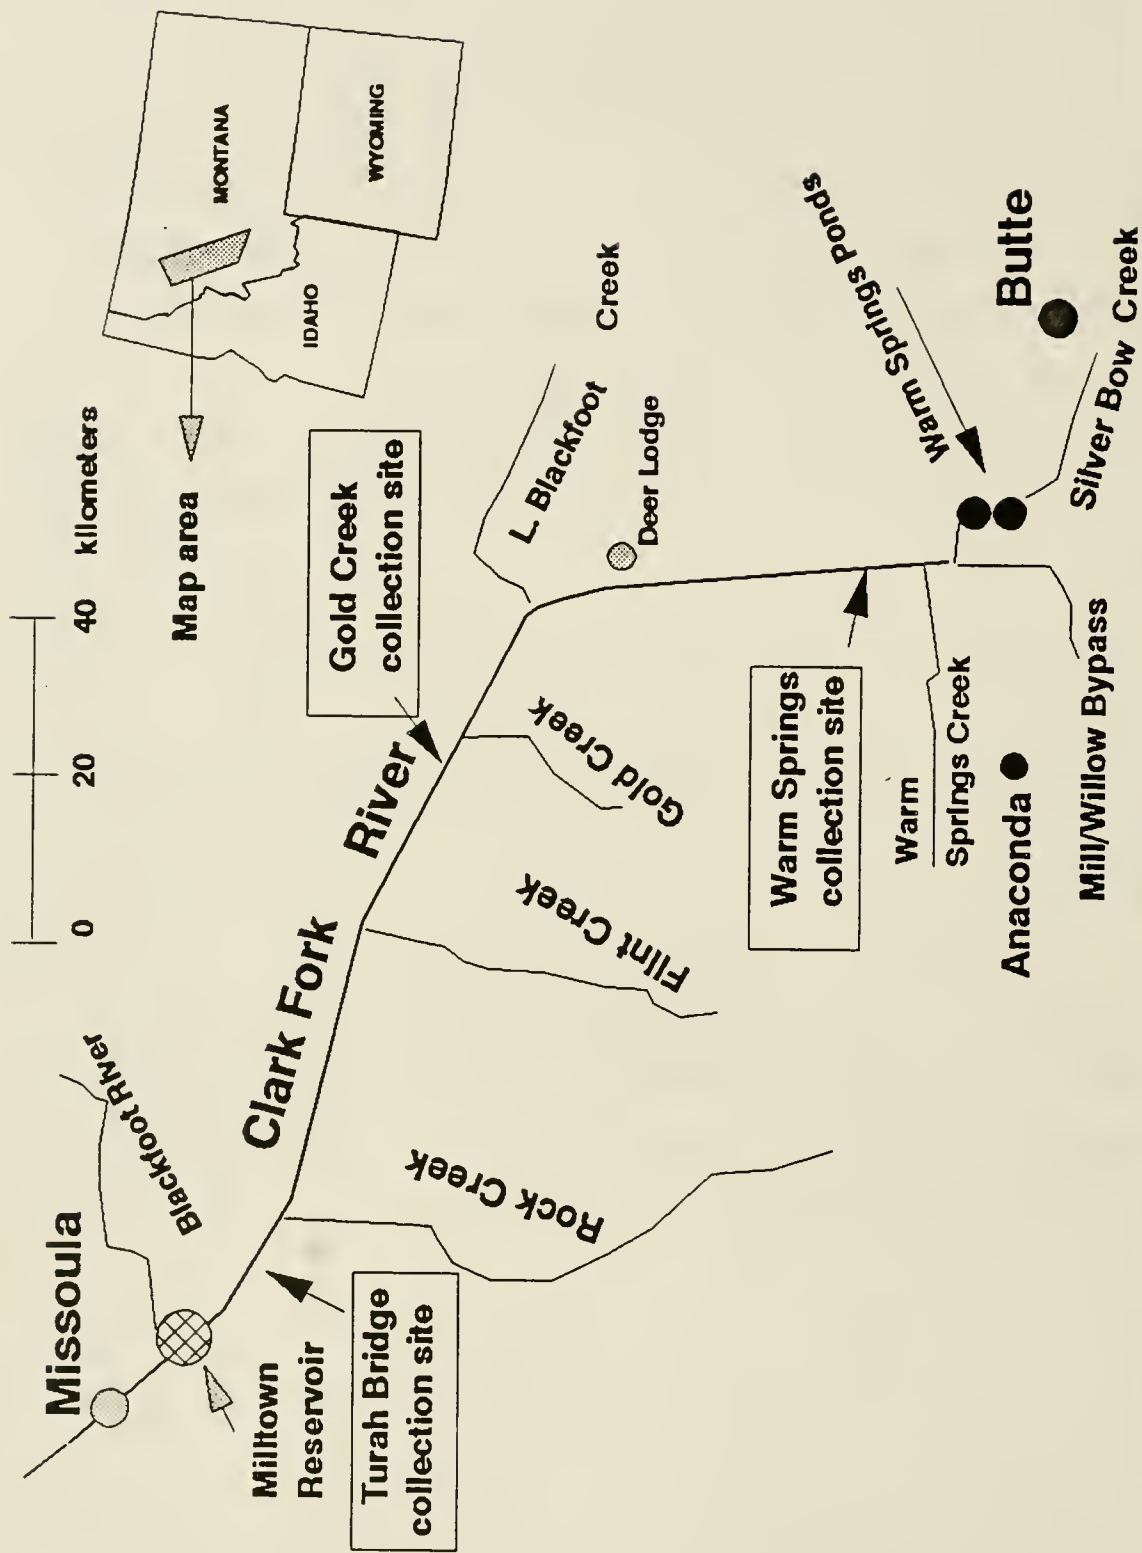 Missoula
Blackfoot River
0 20 40 kilometers
Map area
MONTANA
IDAHO
WYOMING
Clark Fork River
Milltown
Reservoir
Turah Bridge
collection site
Gold Creek
collection site
L. Blackfoot Creek
Deer Lodge
Rock Creek
Flint Creek
Gold Creek
Warm Springs
collection site
Warm
Springs Creek
Anaconda
Mill/Willow Bypass
Warm Springs Ponds
Butte
Silver Bow Creek